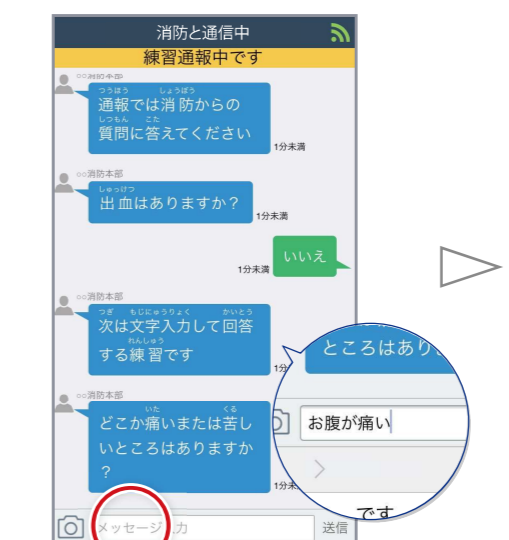 消防と通信中
練習通報中です
○○消防本部
つうほう しょうぼう
通報では消防からの
しつもん こた
質問に答えてください
1分未満
○○消防本部
しゅっけつ
出血はありますか？
1分未満
いいえ
1分未満
○○消防本部
つぎ もじにゅうりょく かいとう
次は文字入力して回答
れんしゅう
する練習です
1分
○○消防本部
いた くる
どこか痛いまたは苦し
いところはありますか
？
1分未
ところはあり
お腹が痛い
です
メッセージ入力
送信